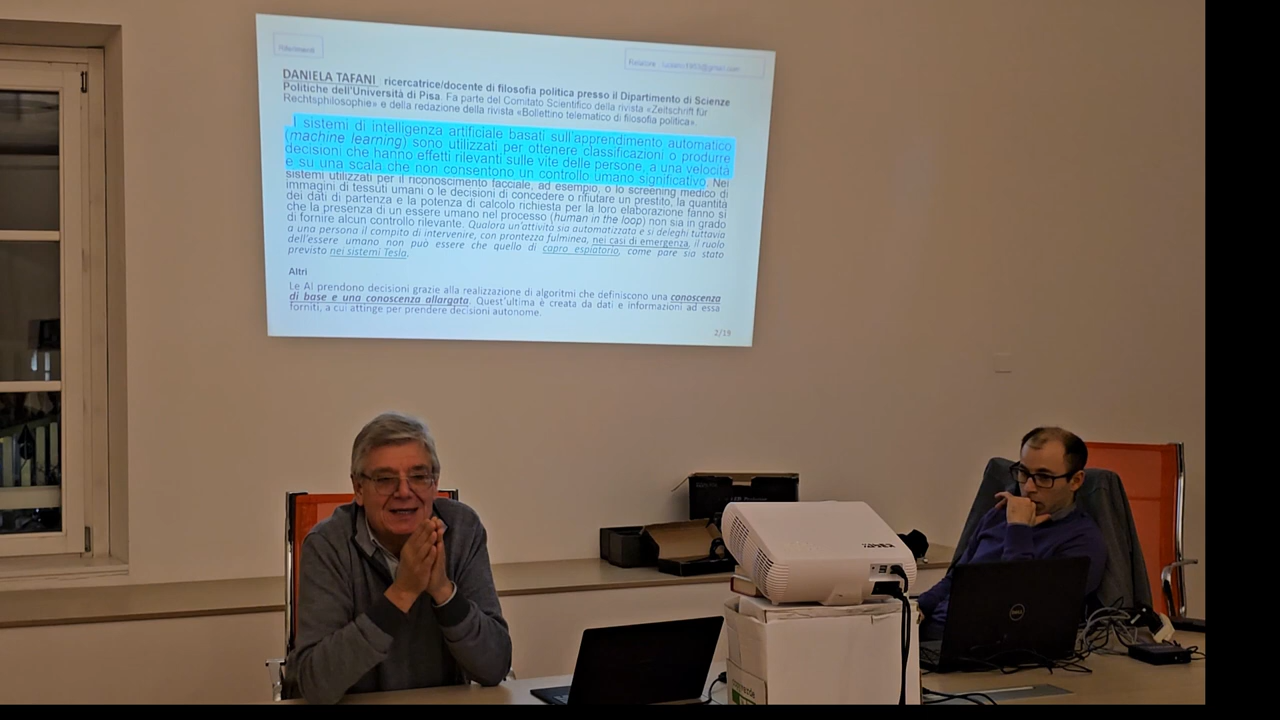 Riferimenti
Relatore :
DANIELA TAFANI ricercatrice/docente di filosofia politica presso il Dipartimento di Scienze
Politiche dell'Università di Pisa. Fa parte del Comitato Scientifico della rivista «Zeitschrift für
Rechtsphilosophie» e della redazione della rivista «Bollettino telematico di filosofia politica».
I sistemi di intelligenza artificiale basati sull'apprendimento automatico
(machine learning) sono utilizzati per ottenere classificazioni o produrre
decisioni che hanno effetti rilevanti sulle vite delle persone, a una velocità
e su una scala che non consentono un controllo umano significativo. Nei
sistemi utilizzati per il riconoscimento facciale, ad esempio, o lo screening medico di
immagini di tessuti umani o le decisioni di concedere o rifiutare un prestito, la quantità
dei dati di partenza e la potenza di calcolo richiesta per la loro elaborazione fanno sì
che la presenza di un essere umano nel processo (human in the loop) non sia in grado
di fornire alcun controllo rilevante. Qualora un'attività sia automatizzata e si deleghi tuttavia
a una persona il compito di intervenire, con prontezza fulminea, nei casi di emergenza, il ruolo
dell'essere umano non può essere che quello di capro espiatorio, come pare sia stato
previsto nei sistemi Tesla.
Altri
Le AI prendono decisioni grazie alla realizzazione di algoritmi che definiscono una conoscenza
di base e una conoscenza allargata. Quest'ultima è creata da dati e informazioni ad essa
forniti, a cui attinge per prendere decisioni autonome.
2/19
DELL